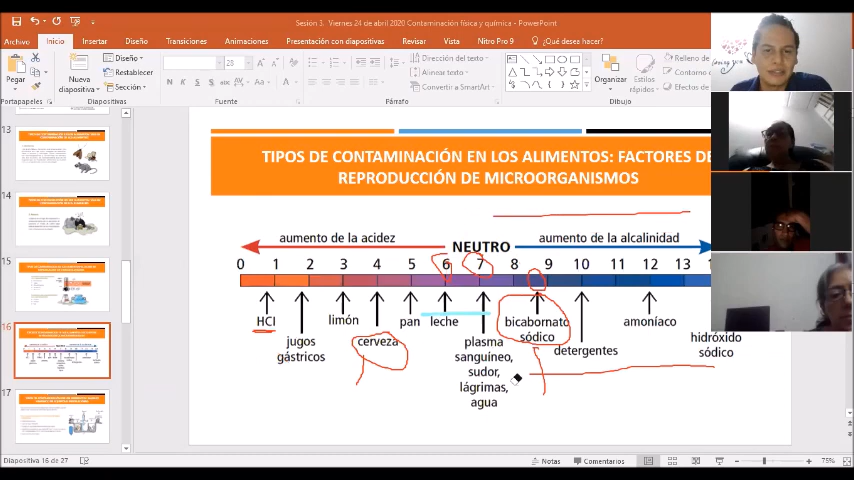 Sesión 3. Viernes 24 de abril 2020 Contaminación física y química - PowerPoint
Archivo Inicio Insertar Diseño Transiciones Animaciones Presentación con diapositivas Revisar Vista Nitro Pro 9 ¿Qué desea hacer?
Pegar
Nueva diapositiva
Diseño
Restablecer
Sección
28
N K S
Dirección del texto
Alinear texto
Convertir a SmartArt
Organizar
Estilos rápidos
Relleno
Contorno
Portapapeles Diapositivas Fuente Párrafo Dibujo
13
14
15
16
17
TIPOS DE CONTAMINACIÓN EN LOS ALIMENTOS: FACTORES DE
REPRODUCCIÓN DE MICROORGANISMOS
aumento de la acidez NEUTRO aumento de la alcalinidad
0 1 2 3 4 5 6 7 8 9 10 11 12 13
HCl
jugos
gástricos
limón
cerveza
pan
leche
plasma
sanguíneo,
sudor,
lágrimas,
agua
bicabornato
sódico
detergentes
amoníaco
hidróxido
sódico
Diapositiva 16 de 27 Notas Comentarios 75%